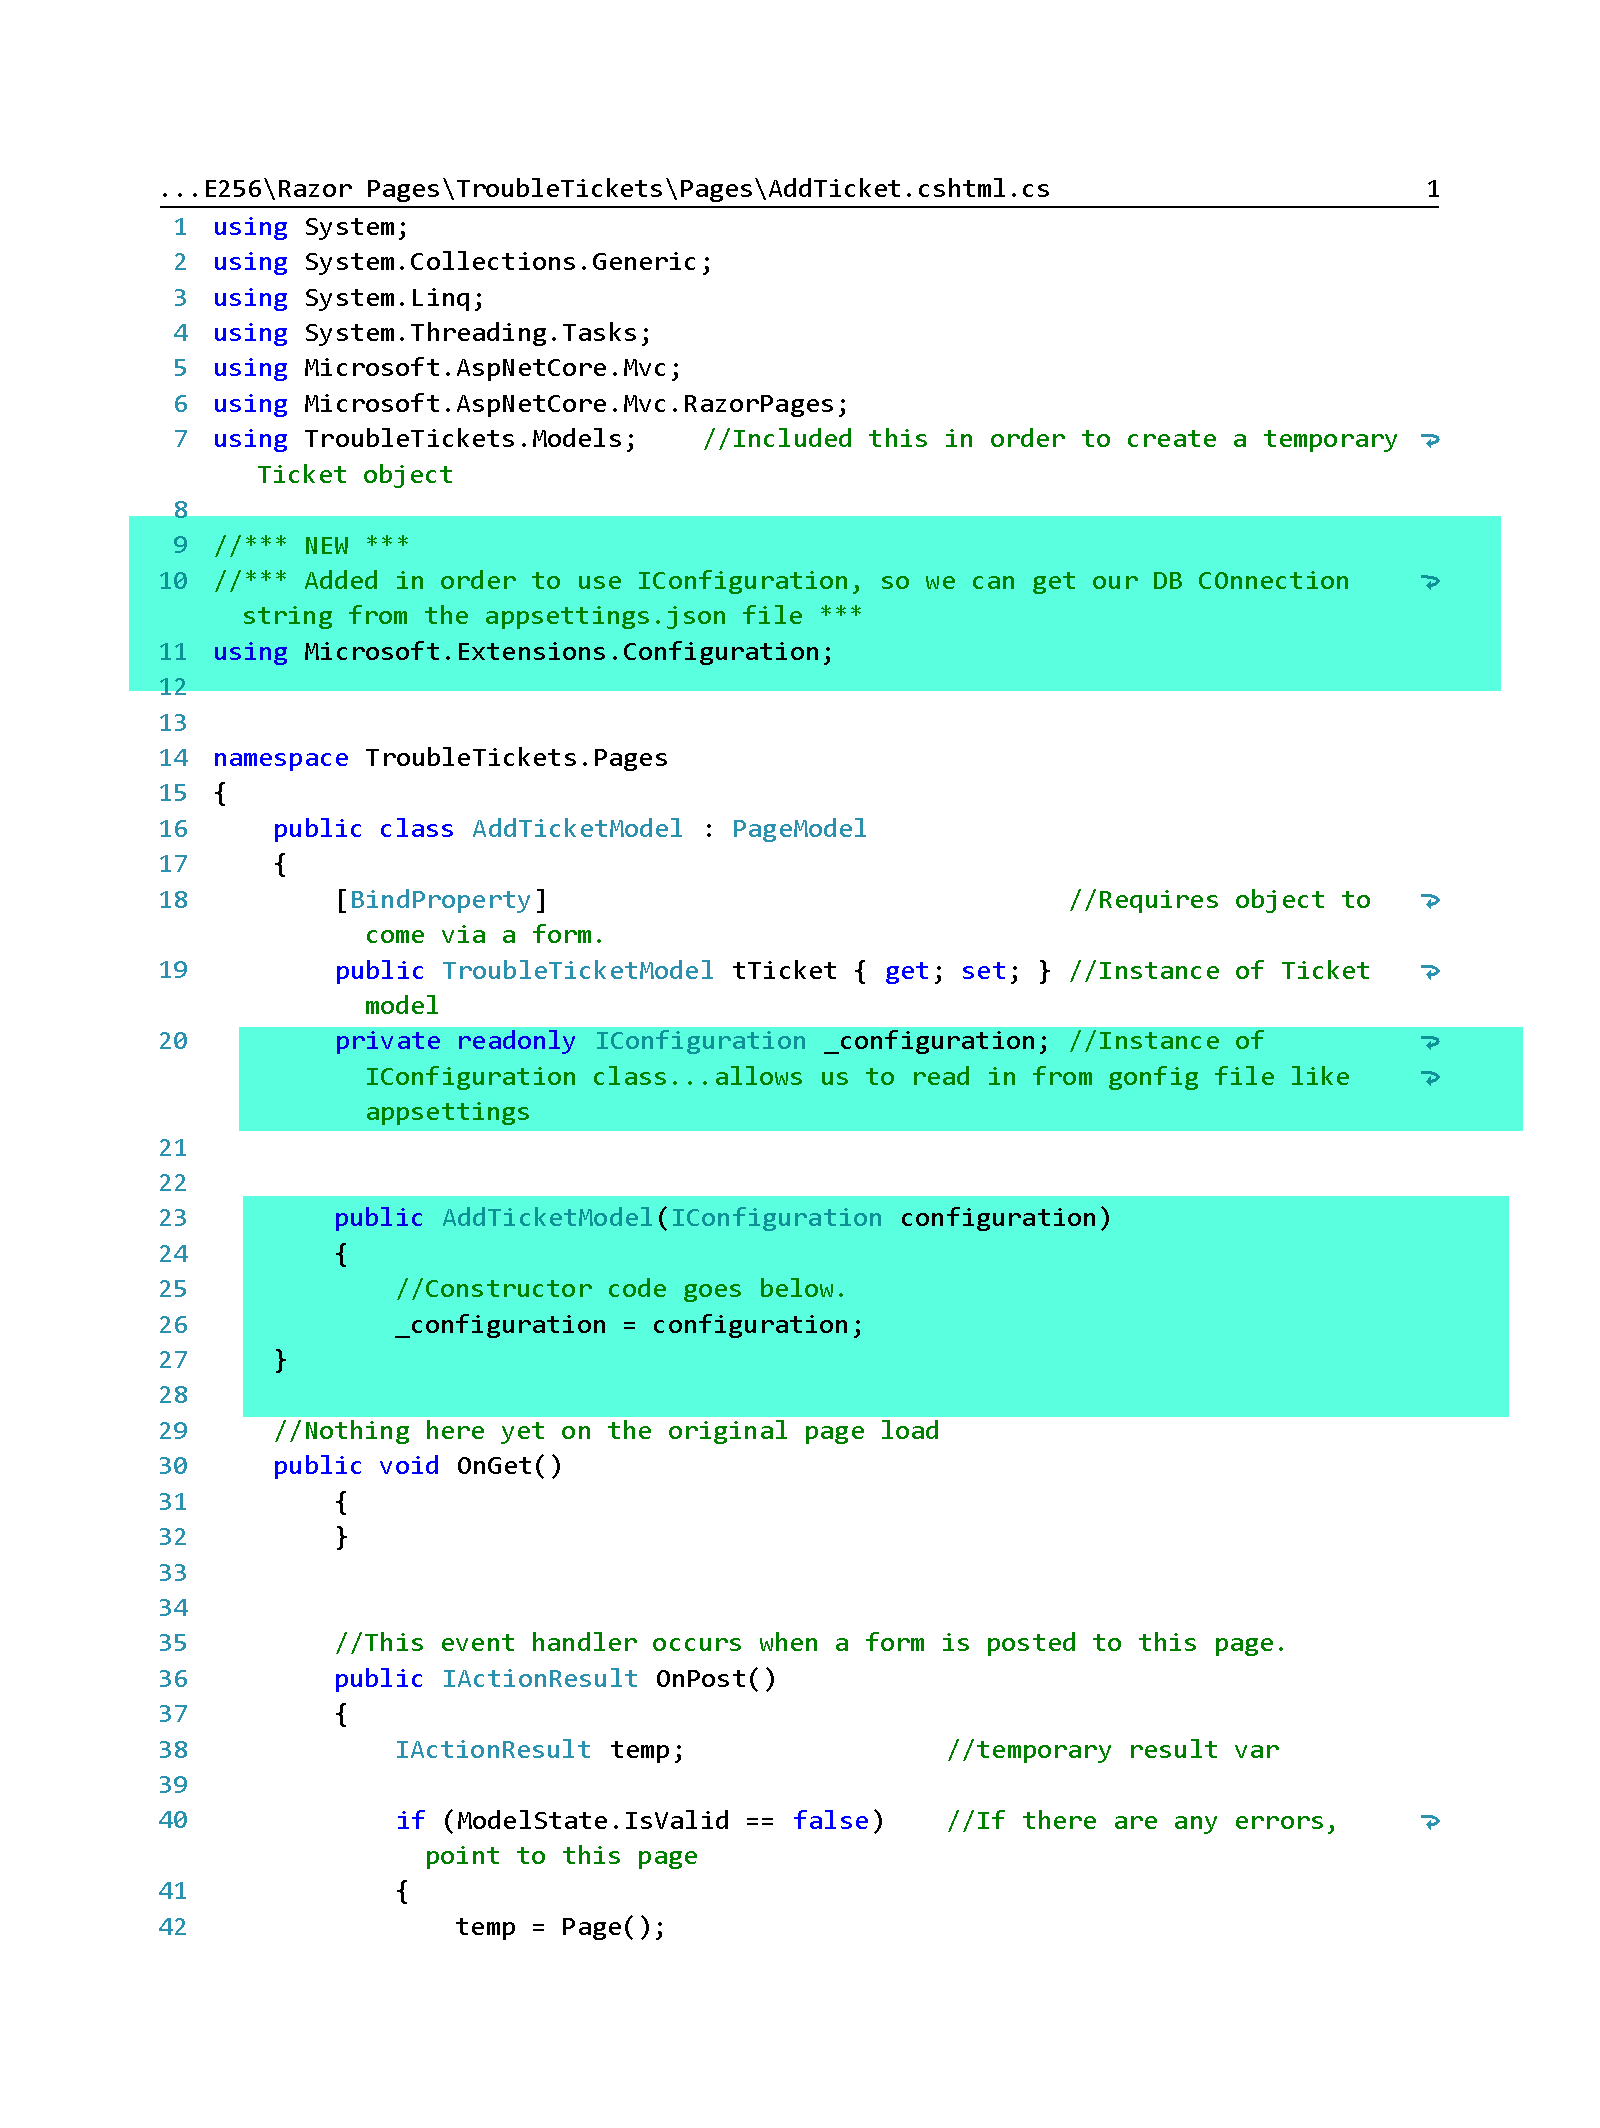 ...E256\Razor Pages\TroubleTickets\Pages\AddTicket.cshtml.cs 1
1 using System;
2 using System.Collections.Generic;
3 using System.Linq;
4 using System.Threading.Tasks;
5 using Microsoft.AspNetCore.Mvc;
6 using Microsoft.AspNetCore.Mvc.RazorPages;
7 using TroubleTickets.Models; //Included this in order to create a temporary
Ticket object
8
9 //*** NEW ***
10 //*** Added in order to use IConfiguration, so we can get our DB COnnection
string from the appsettings.json file ***
11 using Microsoft.Extensions.Configuration;
12
13
14 namespace TroubleTickets.Pages
15 {
16 public class AddTicketModel : PageModel
17 {
18 [BindProperty] //Requires object to
come via a form.
19 public TroubleTicketModel tTicket { get; set; } //Instance of Ticket
model
20 private readonly IConfiguration _configuration; //Instance of
IConfiguration class...allows us to read in from gonfig file like
appsettings
21
22
23 public AddTicketModel(IConfiguration configuration)
24 {
25 //Constructor code goes below.
26 _configuration = configuration;
27 }
28
29 //Nothing here yet on the original page load
30 public void OnGet()
31 {
32 }
33
34
35 //This event handler occurs when a form is posted to this page.
36 public IActionResult OnPost()
37 {
38 IActionResult temp; //temporary result var
39
40 if (ModelState.IsValid == false) //If there are any errors,
point to this page
41 {
42 temp = Page();